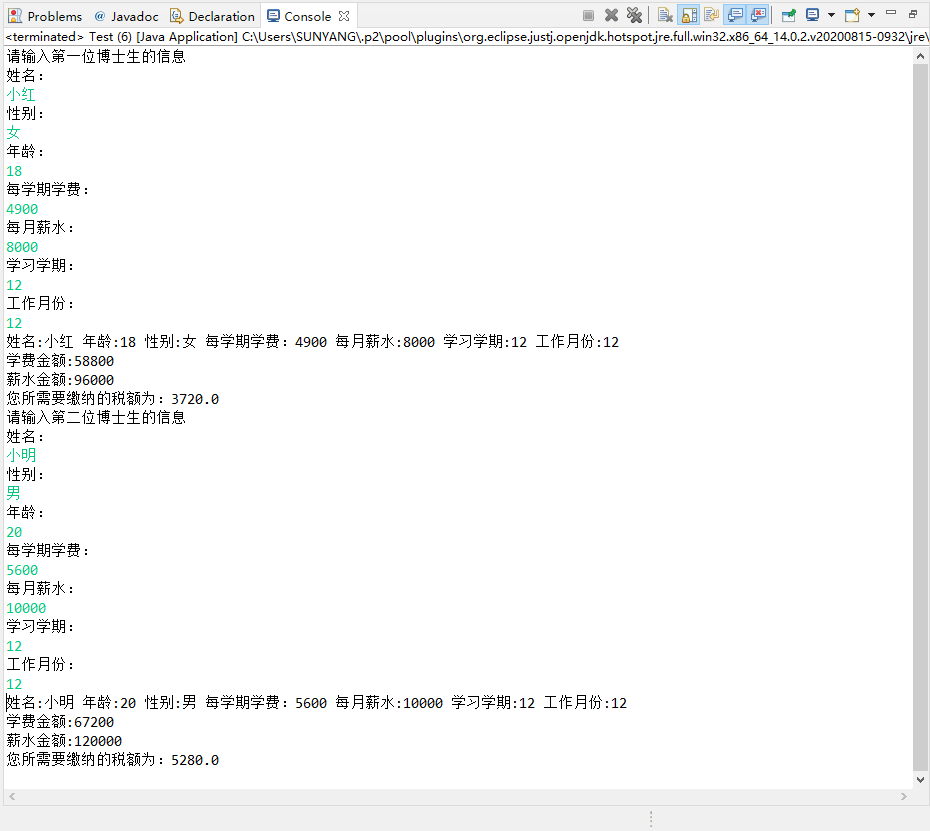 Problems @ Javadoc Declaration Console
<terminated> Test (6) [Java Application] C:\Users\SUNYANG\.p2\pool\plugins\org.eclipse.justj.openjdk.hotspot.jre.full.win32.x86_64_14.0.2.v20200815-0932\jre\
请输入第一位博士生的信息
姓名：
小红
性别：
女
年龄：
18
每学期学费：
4900
每月薪水：
8000
学习学期：
12
工作月份：
12
姓名:小红 年龄:18 性别:女 每学期学费：4900 每月薪水:8000 学习学期:12 工作月份:12
学费金额:58800
薪水金额:96000
您所需要缴纳的税额为：3720.0
请输入第二位博士生的信息
姓名：
小明
性别：
男
年龄：
20
每学期学费：
5600
每月薪水：
10000
学习学期：
12
工作月份：
12
姓名:小明 年龄:20 性别:男 每学期学费：5600 每月薪水:10000 学习学期:12 工作月份:12
学费金额:67200
薪水金额:120000
您所需要缴纳的税额为：5280.0